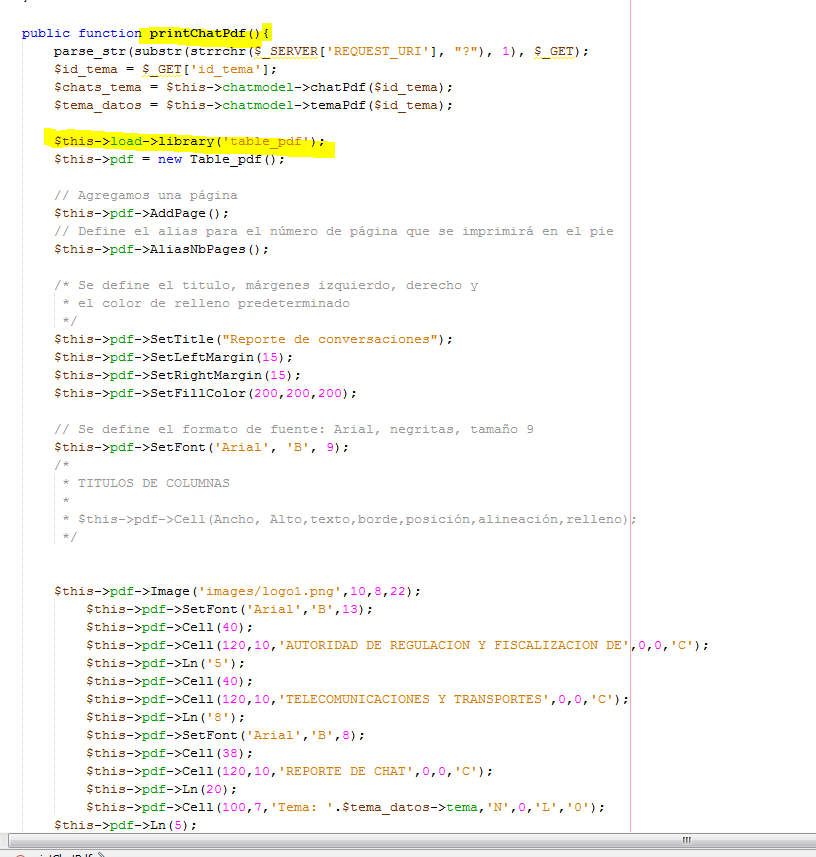 public function printChatPdf(){
parse_str(substr(strrchr($_SERVER['REQUEST_URI'], "?"), 1), $_GET);
$id_tema = $_GET['id_tema'];
$chats_tema = $this->chatmodel->chatPdf($id_tema);
$tema_datos = $this->chatmodel->temaPdf($id_tema);
$this->load->library('table_pdf');
$this->pdf = new Table_pdf();
// Agregamos una página
$this->pdf->AddPage();
// Define el alias para el número de página que se imprimirá en el pie
$this->pdf->AliasNbPages();
/* Se define el titulo, márgenes izquierdo, derecho y
* el color de relleno predeterminado
*/
$this->pdf->SetTitle("Reporte de conversaciones");
$this->pdf->SetLeftMargin(15);
$this->pdf->SetRightMargin(15);
$this->pdf->SetFillColor(200,200,200);
// Se define el formato de fuente: Arial, negritas, tamaño 9
$this->pdf->SetFont('Arial', 'B', 9);
/*
* TITULOS DE COLUMNAS
*
* $this->pdf->Cell(Ancho, Alto,texto,borde,posición,alineación,relleno);
*/
$this->pdf->Image('images/logo1.png',10,8,22);
$this->pdf->SetFont('Arial','B',13);
$this->pdf->Cell(40);
$this->pdf->Cell(120,10,'AUTORIDAD DE REGULACION Y FISCALIZACION DE',0,0,'C');
$this->pdf->Ln('5');
$this->pdf->Cell(40);
$this->pdf->Cell(120,10,'TELECOMUNICACIONES Y TRANSPORTES',0,0,'C');
$this->pdf->Ln('8');
$this->pdf->SetFont('Arial','B',8);
$this->pdf->Cell(38);
$this->pdf->Cell(120,10,'REPORTE DE CHAT',0,0,'C');
$this->pdf->Ln(20);
$this->pdf->Cell(100,7,'Tema: '.$tema_datos->tema,'N',0,'L','0');
$this->pdf->Ln(5);